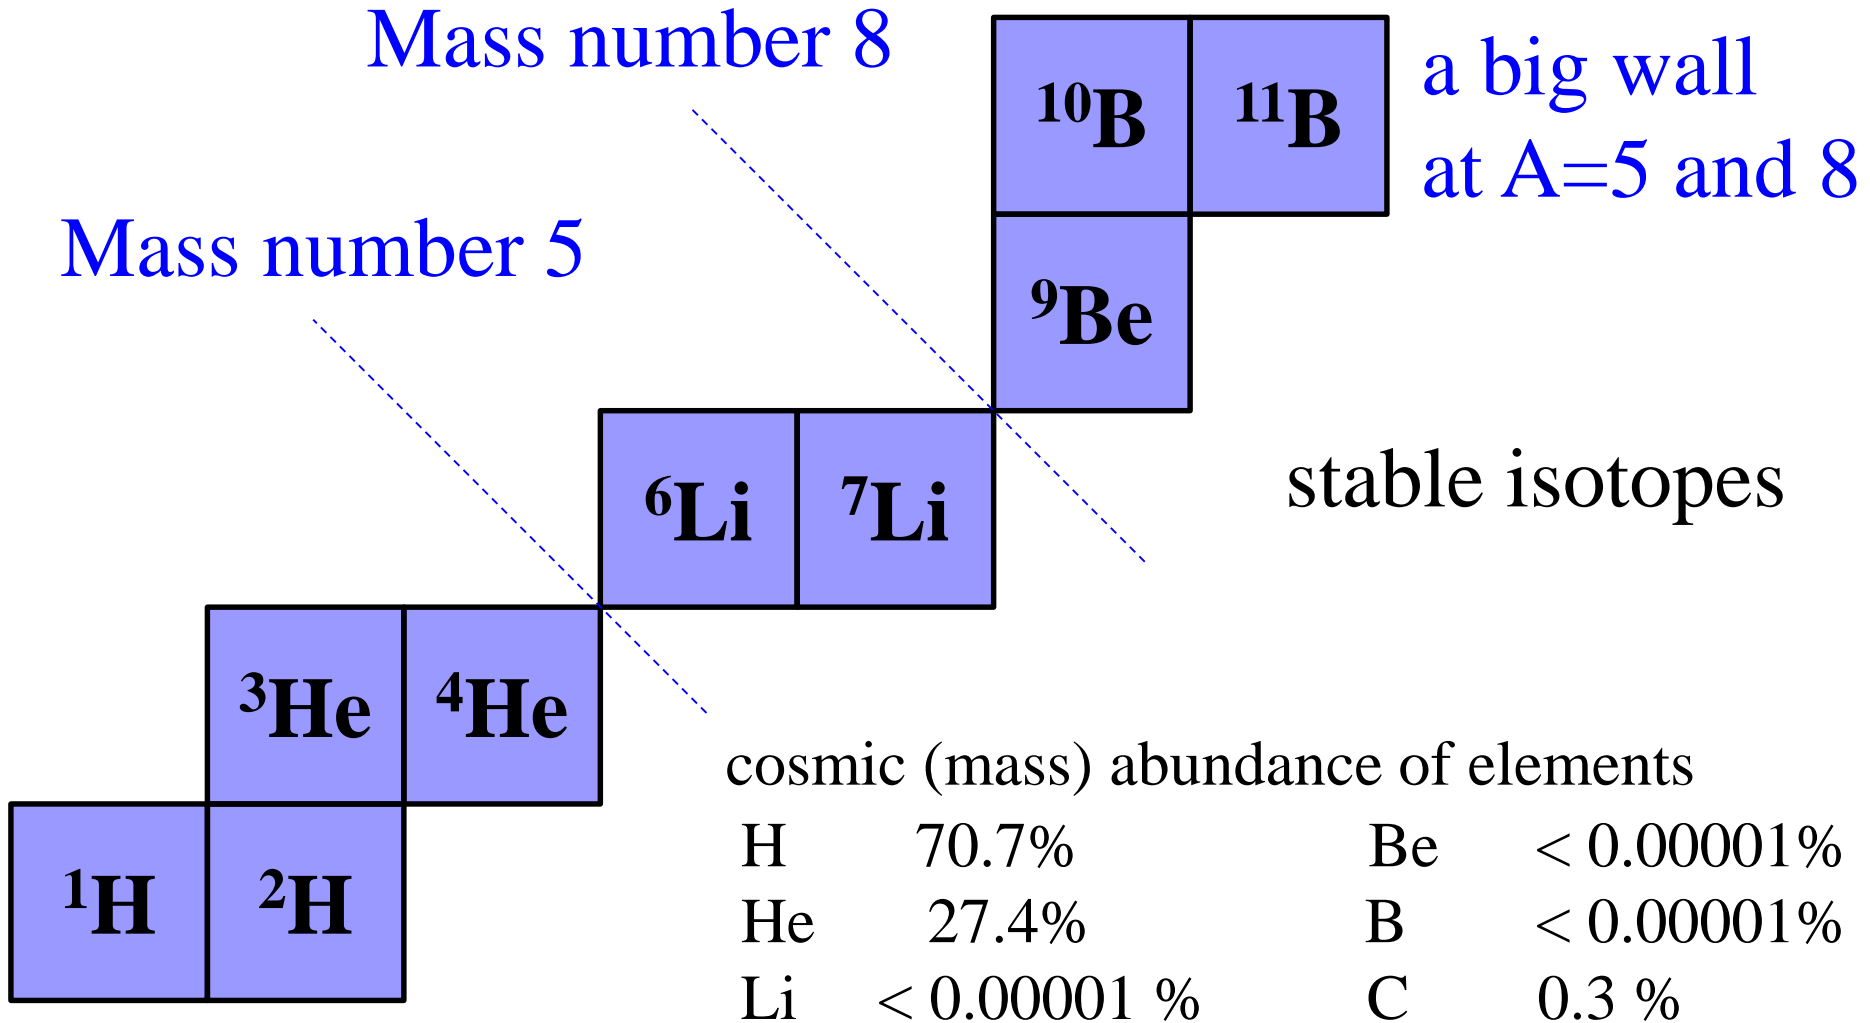 Mass number 8
¹⁰B ¹¹B
a big wall
at A=5 and 8
Mass number 5
⁹Be
⁶Li ⁷Li
stable isotopes
³He ⁴He
cosmic (mass) abundance of elements
¹H ²H
H 70.7% Be < 0.00001%
He 27.4% B < 0.00001%
Li < 0.00001 % C 0.3 %